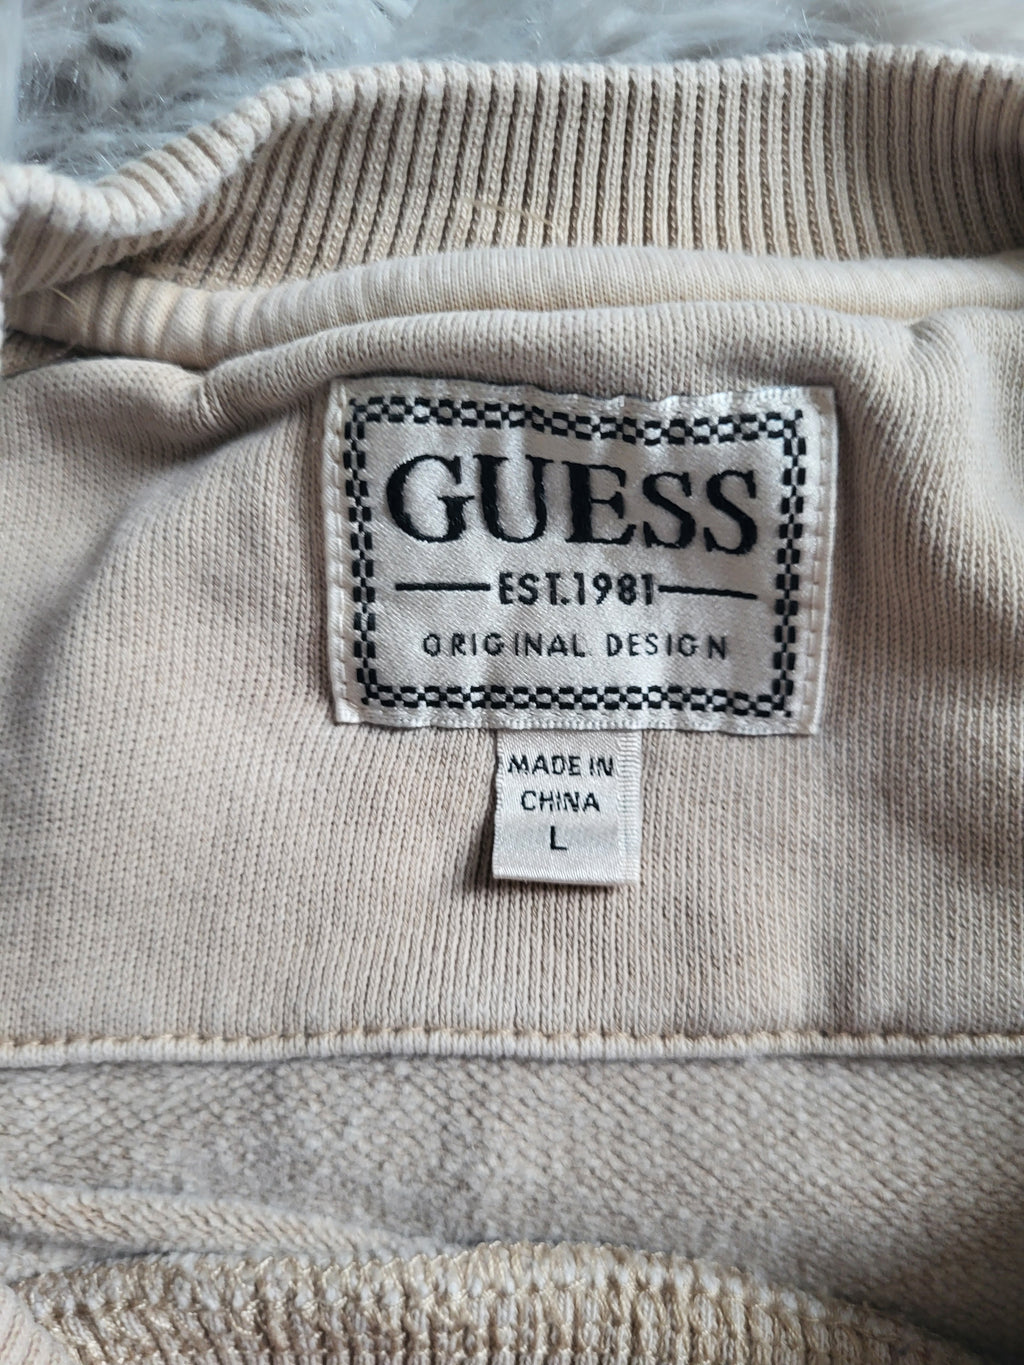 GUESS
EST.1981
ORIGINAL DESIGN
MADE IN
CHINA
L